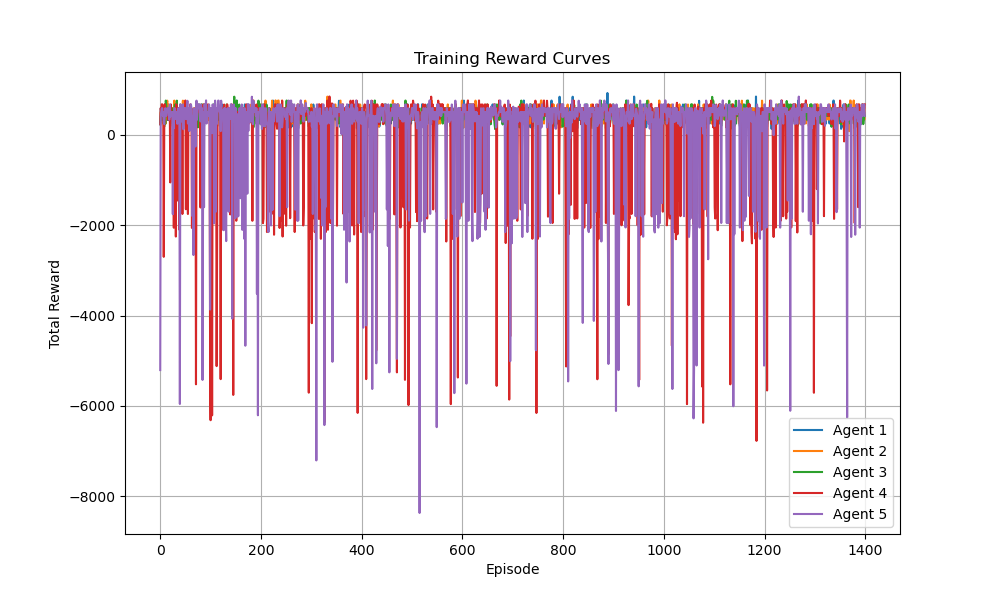 Training Reward Curves
Total Reward
0
−2000
−4000
−6000
−8000
0 200 400 600 800 1000 1200 1400
Episode
Agent 1
Agent 2
Agent 3
Agent 4
Agent 5